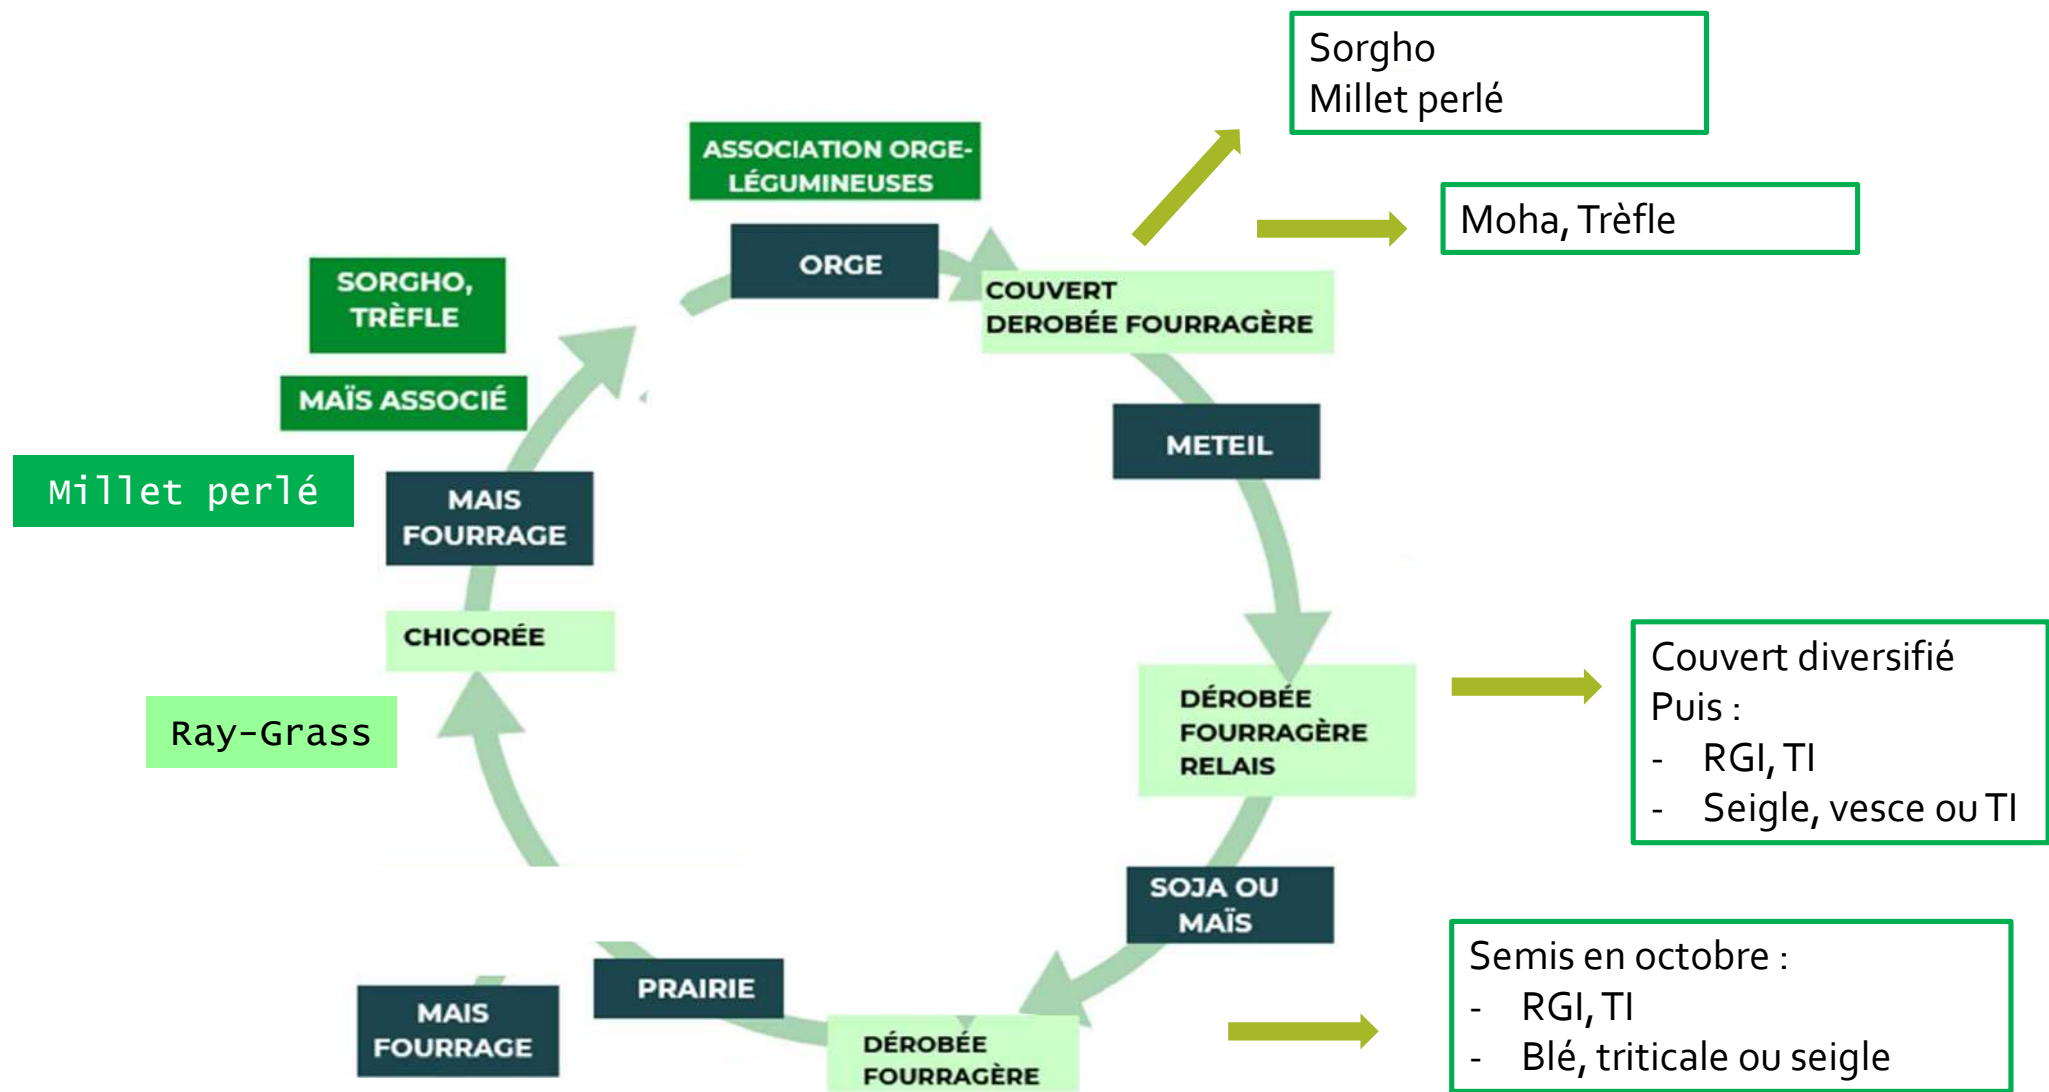 Sorgho
Millet perlé
ASSOCIATION ORGE-
LÉGUMINEUSES
Moha, Trèfle
ORGE
SORGHO,
TRÈFLE
COUVERT
DEROBÉE FOURRAGÈRE
MAÏS ASSOCIÉ
METEIL
Millet perlé
MAIS
FOURRAGE
CHICORÉE
Ray-Grass
DÉROBÉE
FOURRAGÈRE
RELAIS
Couvert diversifié
Puis :
- RGI, TI
- Seigle, vesce ou TI
SOJA OU
MAÏS
PRAIRIE
MAIS
FOURRAGE
DÉROBÉE
FOURRAGÈRE
Semis en octobre :
- RGI, TI
- Blé, triticale ou seigle